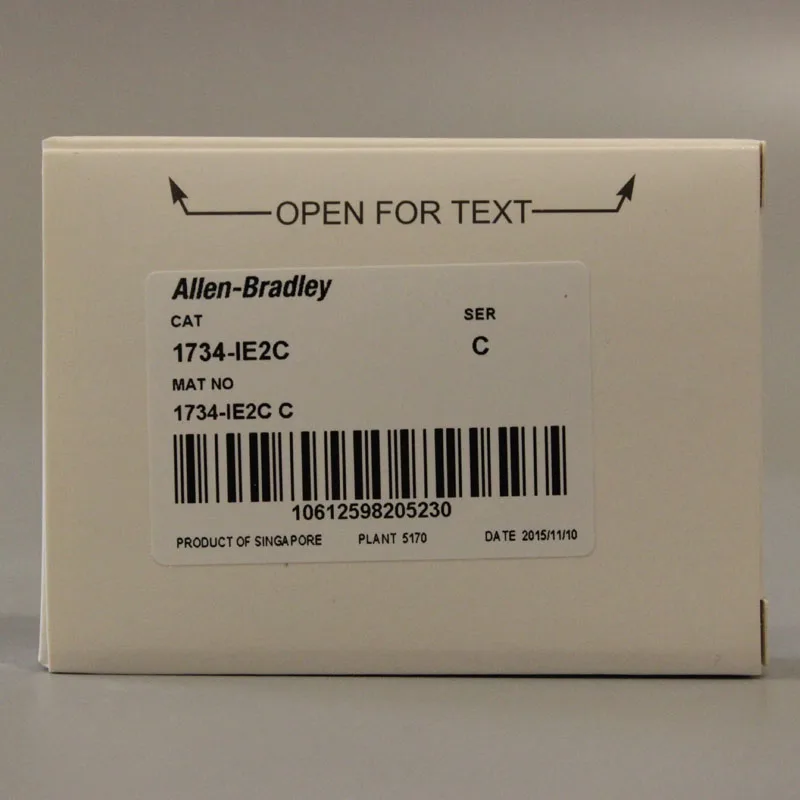 OPEN FOR TEXT
Allen-Bradley
CAT SER
1734-IE2C C
MAT NO
1734-IE2C C
10612598205230
PRODUCT OF SINGAPORE PLANT 5170 DATE 2015/11/10